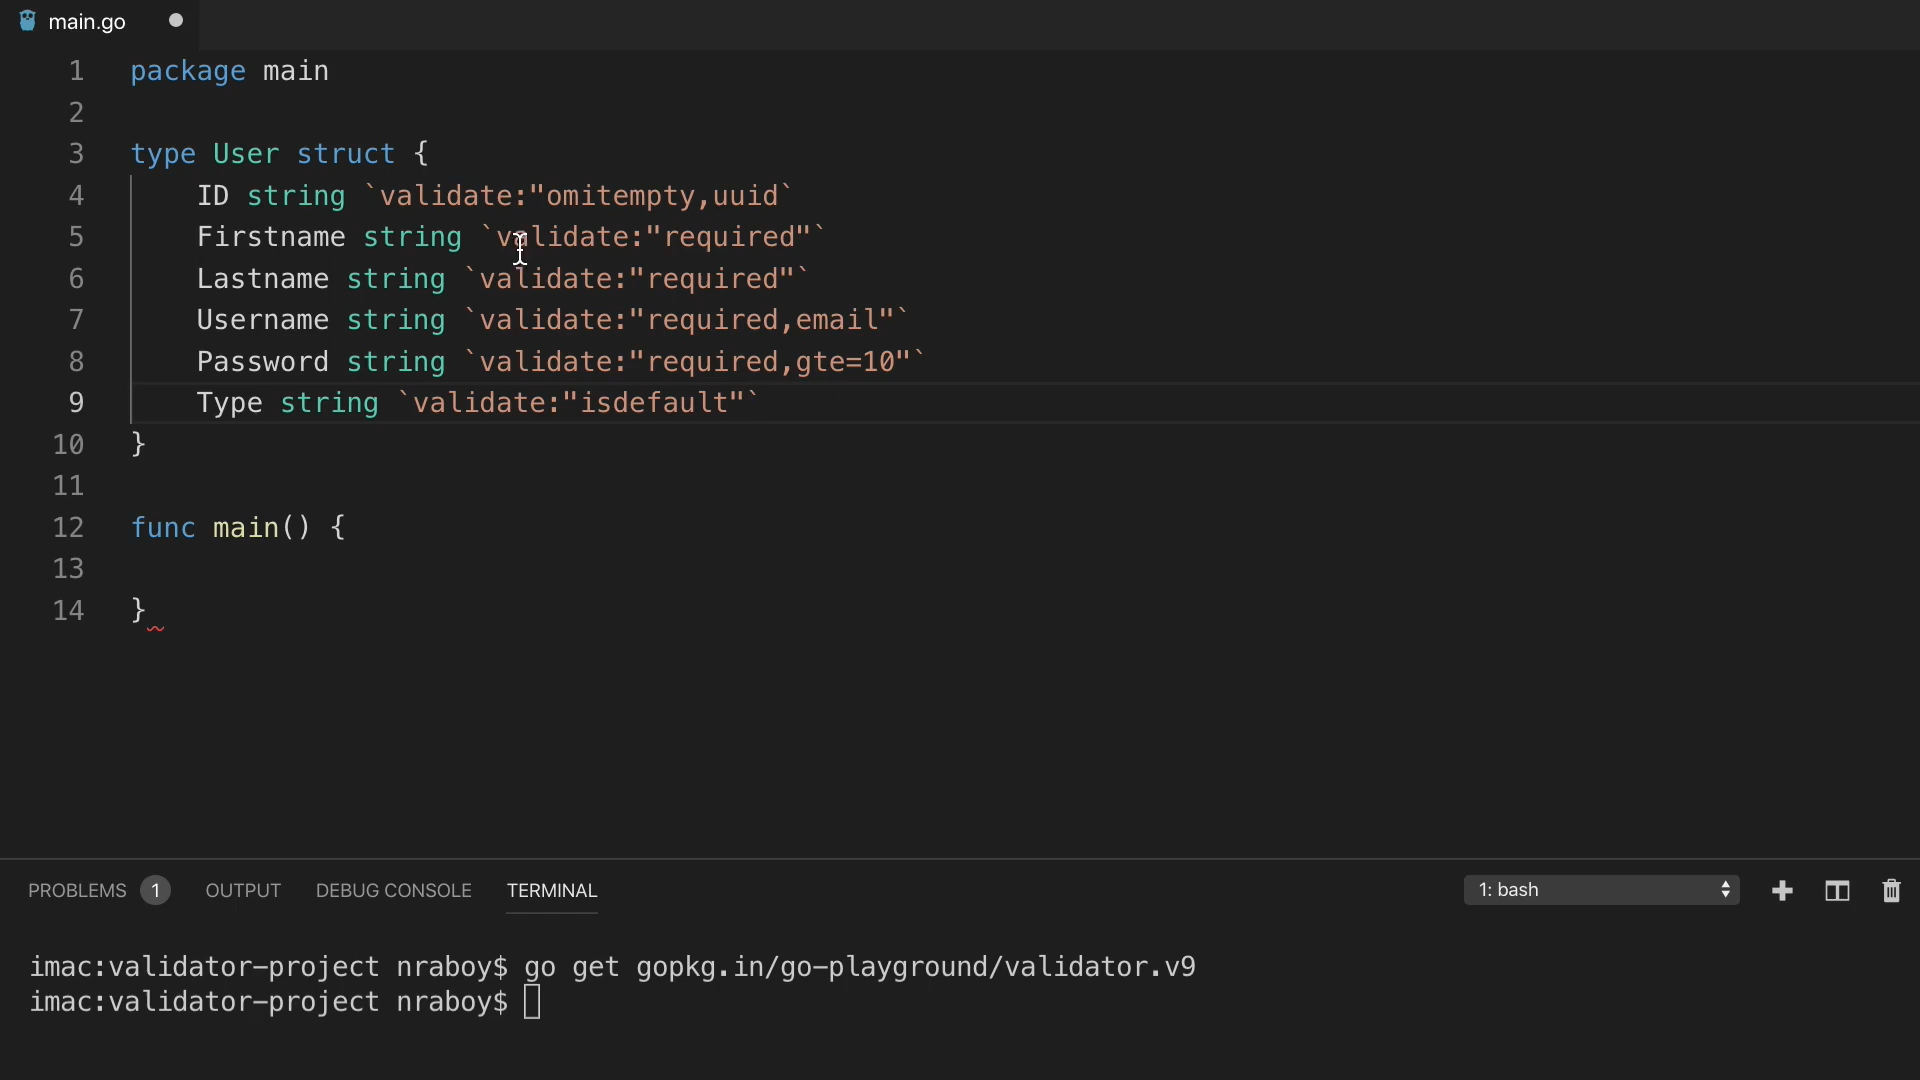 main.go
1 package main
2
3 type User struct {
4     ID string `validate:"omitempty,uuid`
5     Firstname string `validate:"required"`
6     Lastname string `validate:"required"`
7     Username string `validate:"required,email"`
8     Password string `validate:"required,gte=10"`
9     Type string `validate:"isdefault"`
10 }
11
12 func main() {
13
14 }
PROBLEMS 1 OUTPUT DEBUG CONSOLE TERMINAL 1: bash
imac:validator-project nraboy$ go get gopkg.in/go-playground/validator.v9
imac:validator-project nraboy$